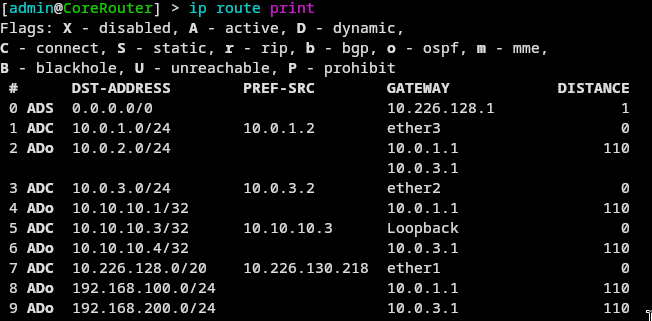 [admin@CoreRouter] > ip route print
Flags: X - disabled, A - active, D - dynamic,
C - connect, S - static, r - rip, b - bgp, o - ospf, m - mme,
B - blackhole, U - unreachable, P - prohibit
 #      DST-ADDRESS        PREF-SRC        GATEWAY            DISTANCE
 0 ADS  0.0.0.0/0                          10.226.128.1              1
 1 ADC  10.0.1.0/24        10.0.1.2        ether3                    0
 2 ADo  10.0.2.0/24                        10.0.1.1                110
                                           10.0.3.1
 3 ADC  10.0.3.0/24        10.0.3.2        ether2                    0
 4 ADo  10.10.10.1/32                      10.0.1.1                110
 5 ADC  10.10.10.3/32      10.10.10.3      Loopback                  0
 6 ADo  10.10.10.4/32                      10.0.3.1                110
 7 ADC  10.226.128.0/20    10.226.130.218  ether1                    0
 8 ADo  192.168.100.0/24                   10.0.1.1                110
 9 ADo  192.168.200.0/24                   10.0.3.1                110